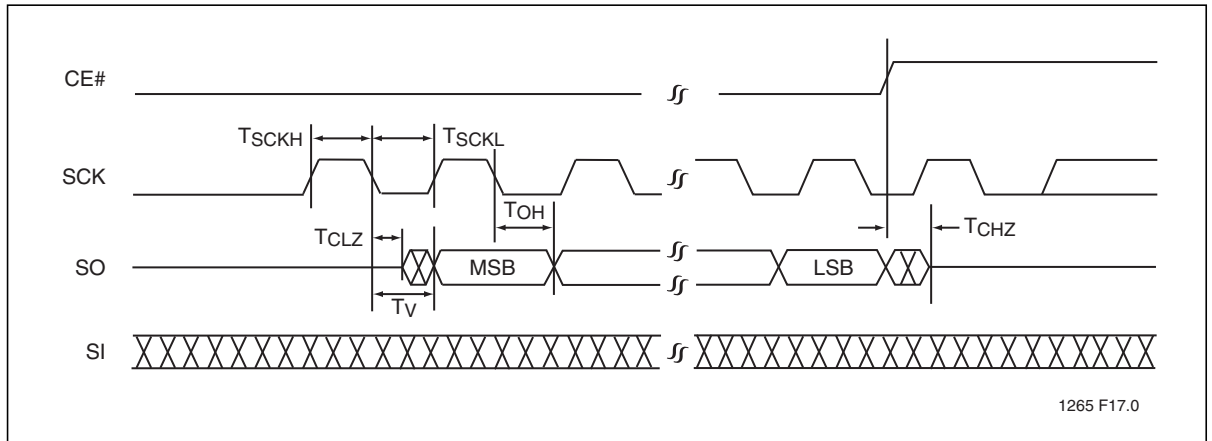 CE#
TSCKH TSCKL
SCK
TOH
TCLZ TCHZ
SO MSB LSB
TV
SI
1265 F17.0